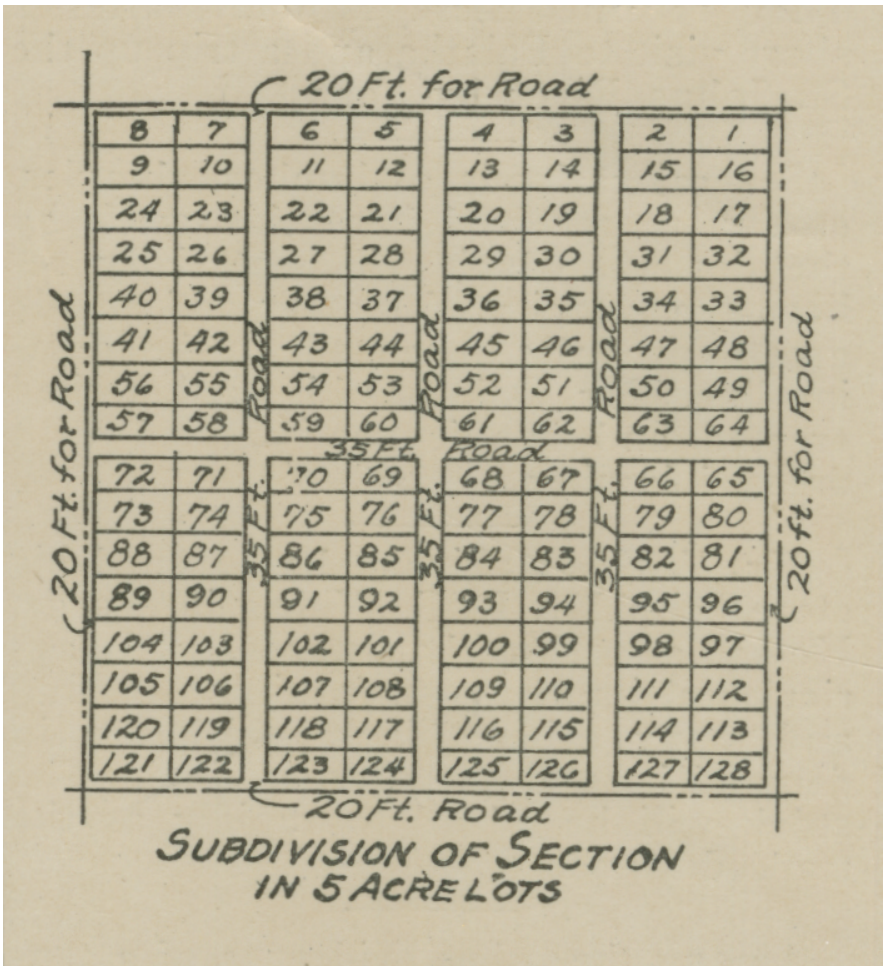 20 Ft. for Road
8 7 6 5 4 3 2 1
9 10 11 12 13 14 15 16
24 23 22 21 20 19 18 17
25 26 27 28 29 30 31 32
40 39 38 37 36 35 34 33
41 42 43 44 45 46 47 48
56 55 54 53 52 51 50 49
57 58 59 60 61 62 63 64
Road
Road
Road
20 Ft. for Road
20 ft. for Road
35 Ft. Road
72 71 70 69 68 67 66 65
73 74 75 76 77 78 79 80
88 87 86 85 84 83 82 81
89 90 91 92 93 94 95 96
104 103 102 101 100 99 98 97
105 106 107 108 109 110 111 112
120 119 118 117 116 115 114 113
121 122 123 124 125 126 127 128
35 Ft.
35 Ft.
35 Ft.
20 Ft. Road
SUBDIVISION OF SECTION
IN 5 ACRE LOTS